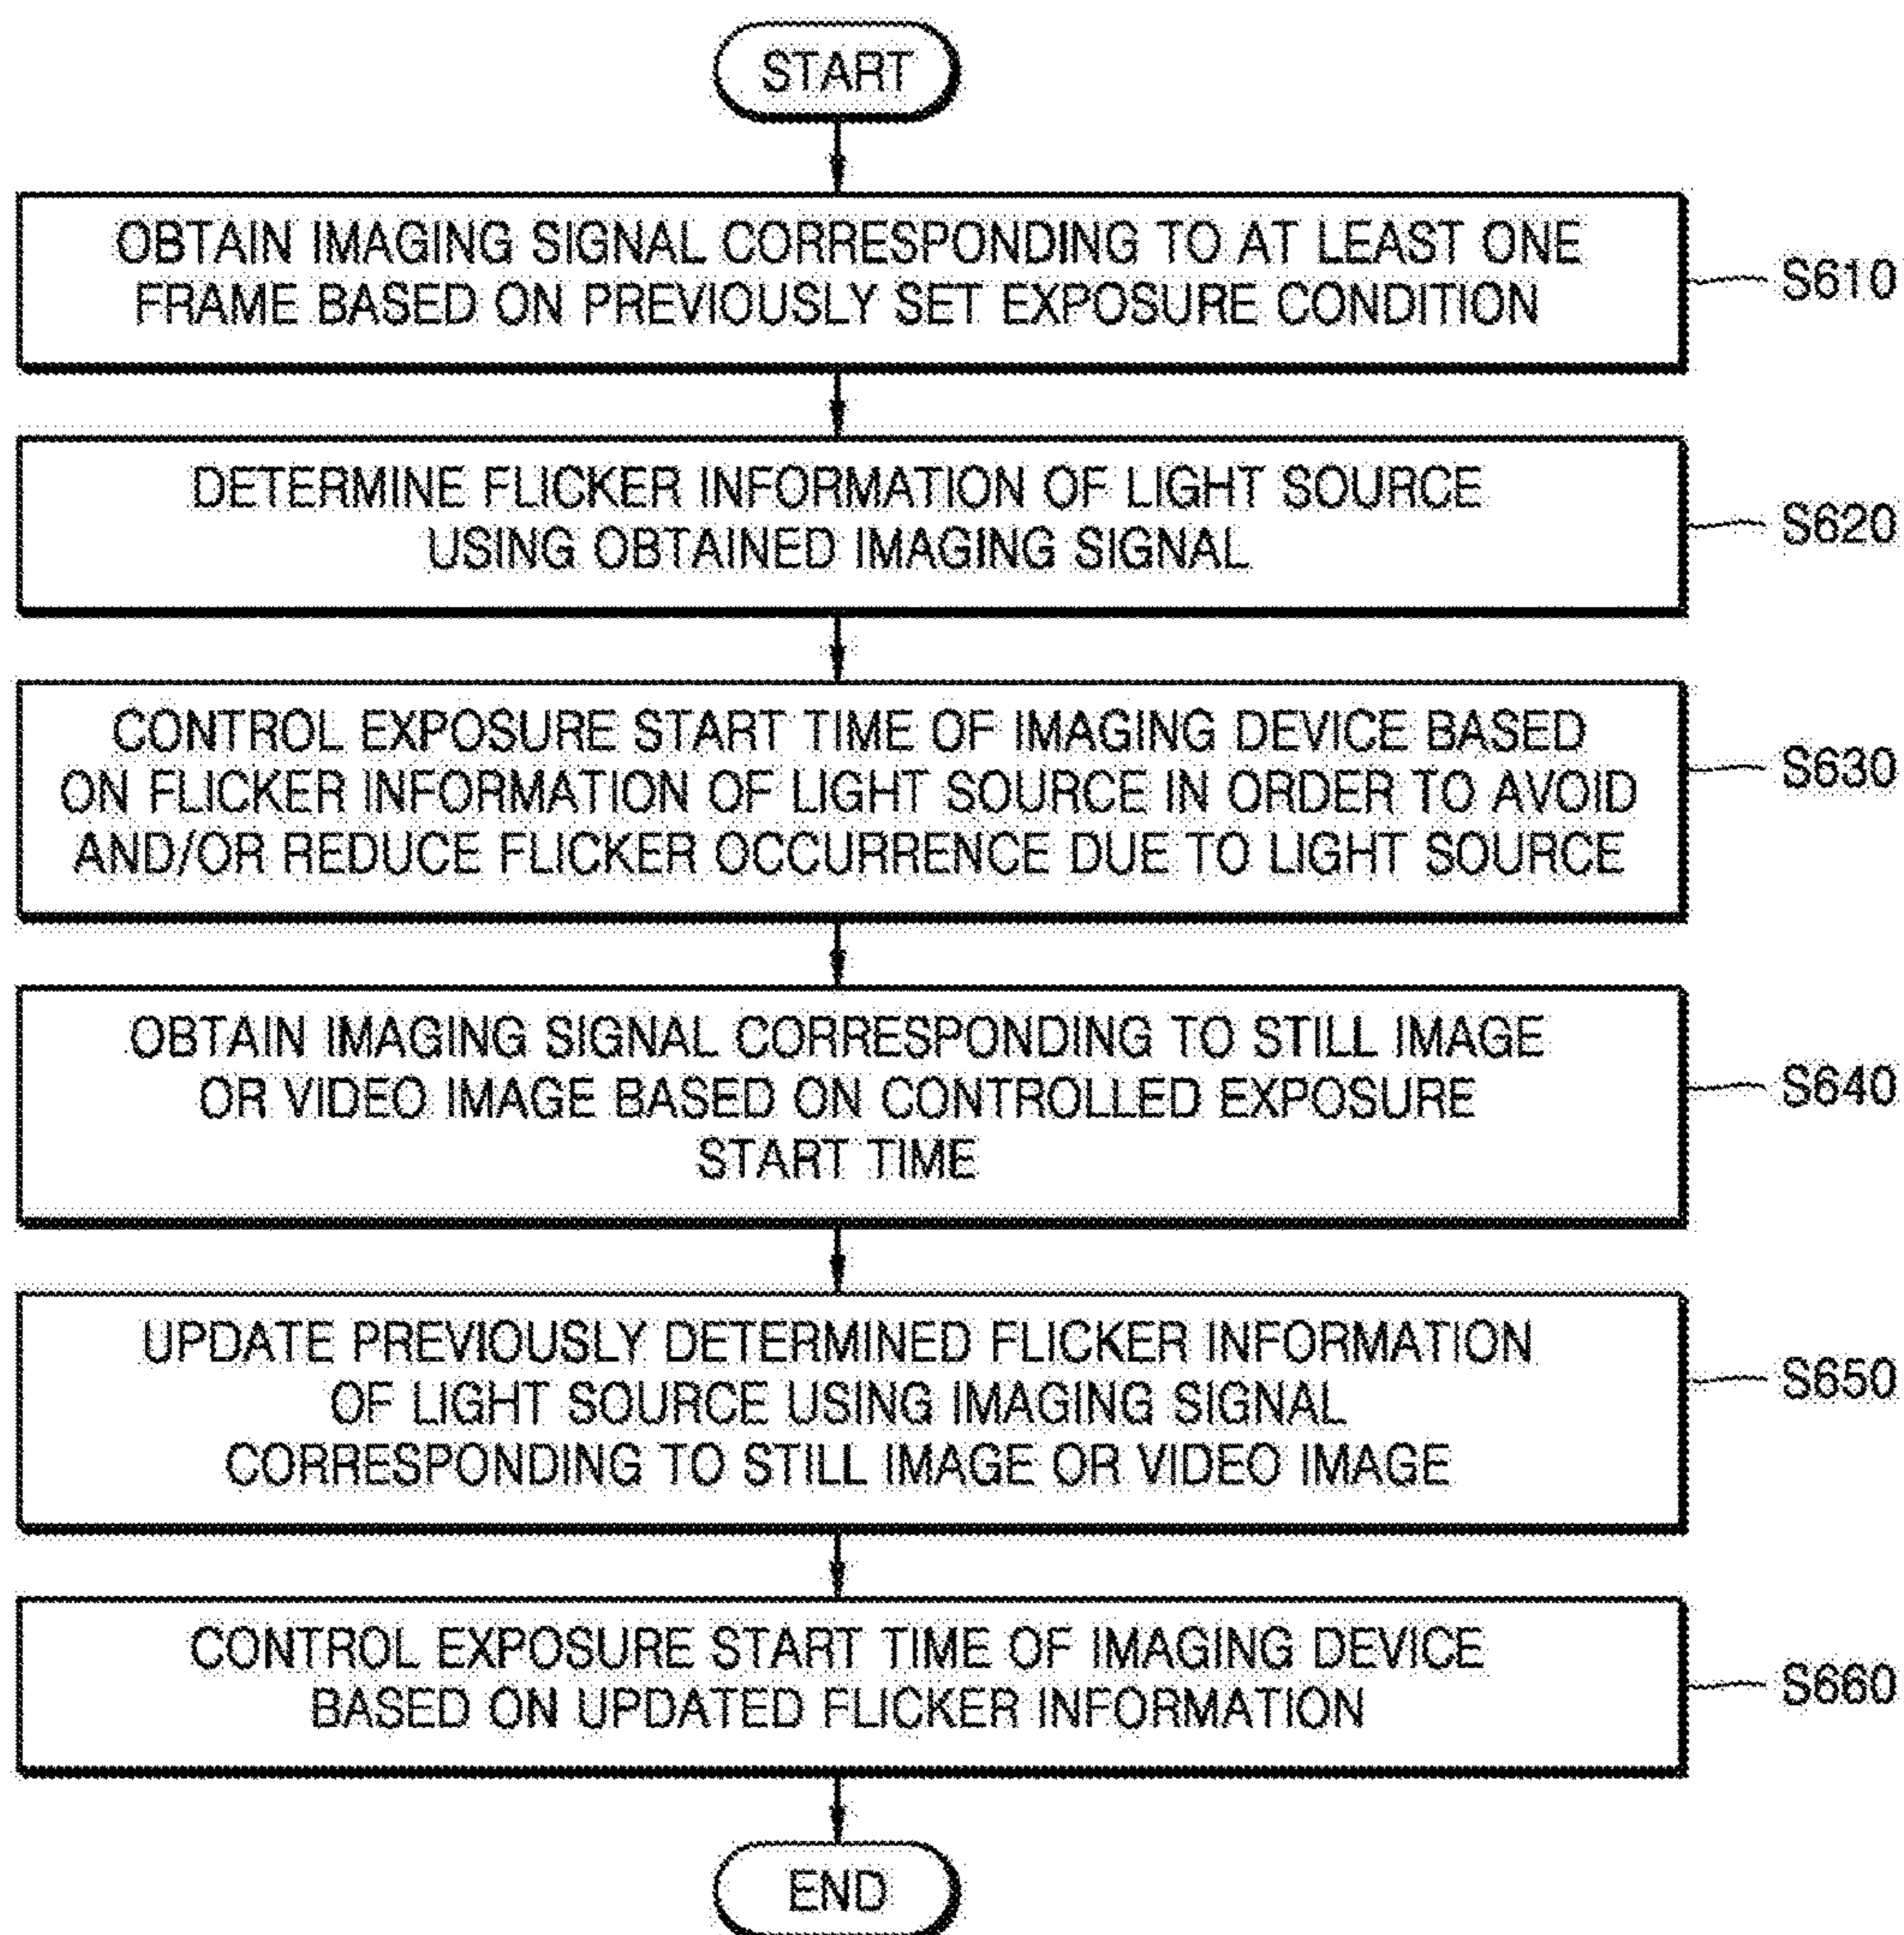 START
OBTAIN IMAGING SIGNAL CORRESPONDING TO AT LEAST ONE
FRAME BASED ON PREVIOUSLY SET EXPOSURE CONDITION
S610
DETERMINE FLICKER INFORMATION OF LIGHT SOURCE
USING OBTAINED IMAGING SIGNAL
S620
CONTROL EXPOSURE START TIME OF IMAGING DEVICE BASED
ON FLICKER INFORMATION OF LIGHT SOURCE IN ORDER TO AVOID
AND/OR REDUCE FLICKER OCCURRENCE DUE TO LIGHT SOURCE
S630
OBTAIN IMAGING SIGNAL CORRESPONDING TO STILL IMAGE
OR VIDEO IMAGE BASED ON CONTROLLED EXPOSURE
START TIME
S640
UPDATE PREVIOUSLY DETERMINED FLICKER INFORMATION
OF LIGHT SOURCE USING IMAGING SIGNAL
CORRESPONDING TO STILL IMAGE OR VIDEO IMAGE
S650
CONTROL EXPOSURE START TIME OF IMAGING DEVICE
BASED ON UPDATED FLICKER INFORMATION
S660
END